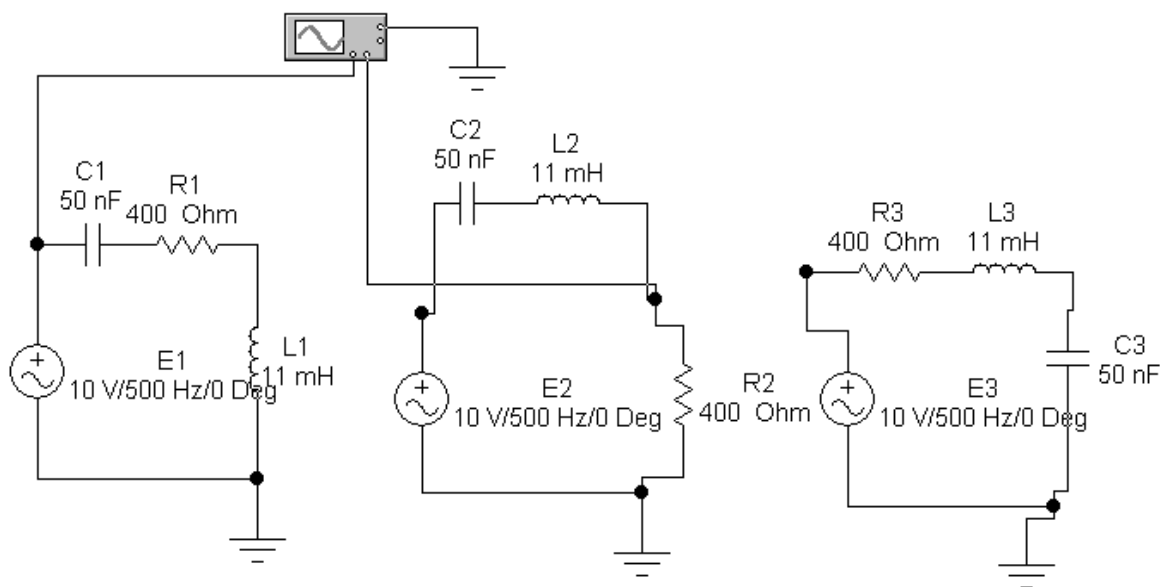 C1
50 nF
R1
400 Ohm
E1
10 V/500 Hz/0 Deg
L1
11 mH
C2
50 nF
L2
11 mH
E2
10 V/500 Hz/0 Deg
R2
400 Ohm
R3
400 Ohm
L3
11 mH
E3
10 V/500 Hz/0 Deg
C3
50 nF